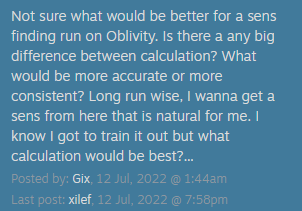 Not sure what would be better for a sens
finding run on Oblivity. Is there a any big
difference between calculation? What
would be more accurate or more
consistent? Long run wise, I wanna get a
sens from here that is natural for me. I
know I got to train it out but what
calculation would be best?...
Posted by: Gix, 12 Jul, 2022 @ 1:44am
Last post: xilef, 12 Jul, 2022 @ 7:58pm